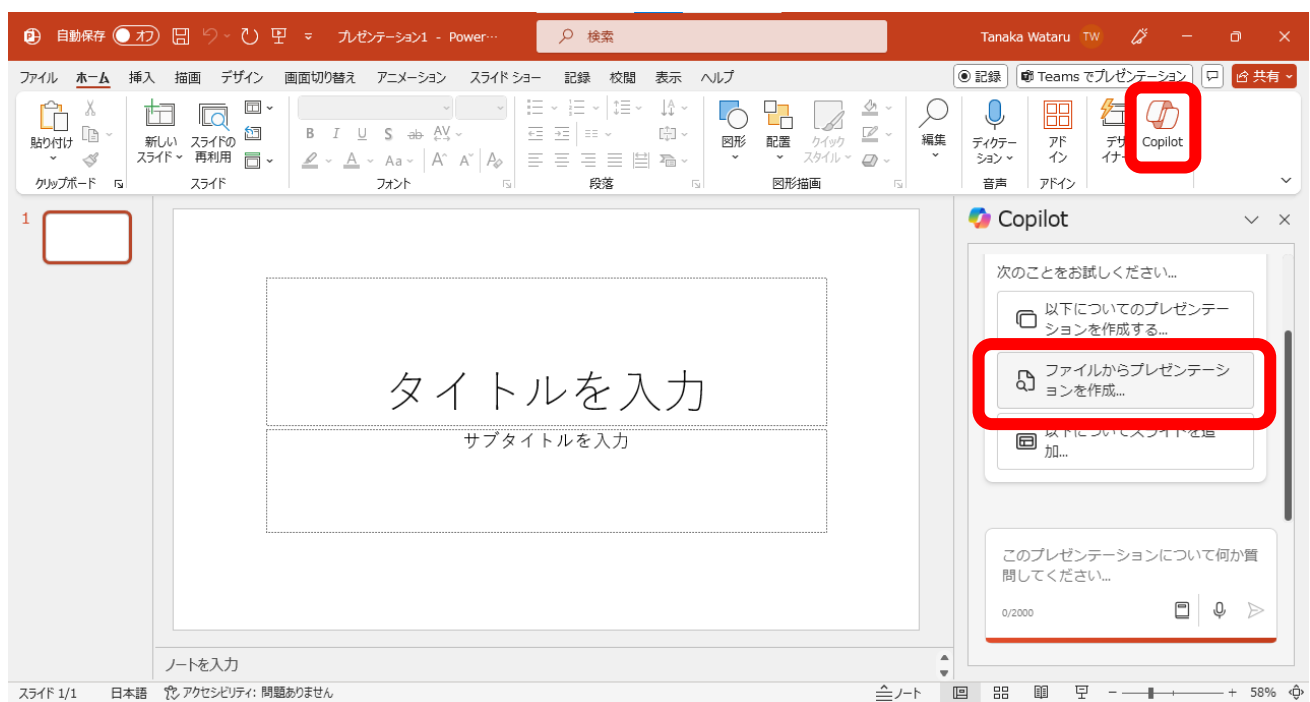 自動保存 オフ プレゼンテーション1 - Power… 検索 Tanaka Wataru TW
ファイル ホーム 挿入 描画 デザイン 画面切り替え アニメーション スライド ショー 記録 校閲 表示 ヘルプ 記録 Teams でプレゼンテーション 共有
貼り付け
新しい
スライド
スライドの
再利用
B I U S ab AV
A Aa A A A
図形
配置
クイック
スタイル
編集
ディクテー
ション
アド
イン
デザ
イナー
Copilot
クリップボード スライド フォント 段落 図形描画 音声 アドイン
1
タイトルを入力
サブタイトルを入力
ノートを入力
Copilot
次のことをお試しください...
以下についてのプレゼンテー
ションを作成する...
ファイルからプレゼンテーシ
ョンを作成...
以下についてスライドを追
加...
このプレゼンテーションについて何か質
問してください...
0/2000
スライド 1/1 日本語 アクセシビリティ: 問題ありません ノート 58%